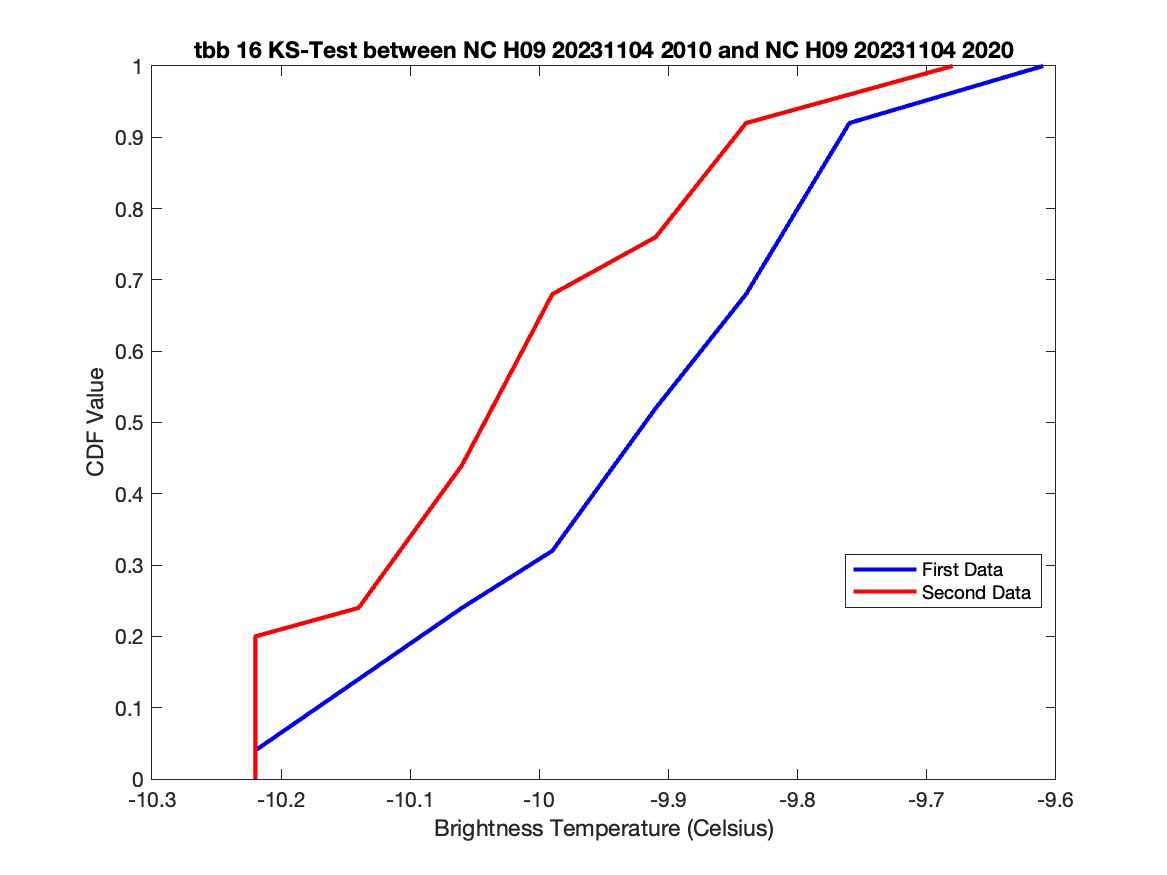 tbb 16 KS-Test between NC H09 20231104 2010 and NC H09 20231104 2020
1
0.9
0.8
0.7
0.6
0.5
0.4
0.3
0.2
0.1
0
CDF Value
First Data
Second Data
-10.3 -10.2 -10.1 -10 -9.9 -9.8 -9.7 -9.6
Brightness Temperature (Celsius)